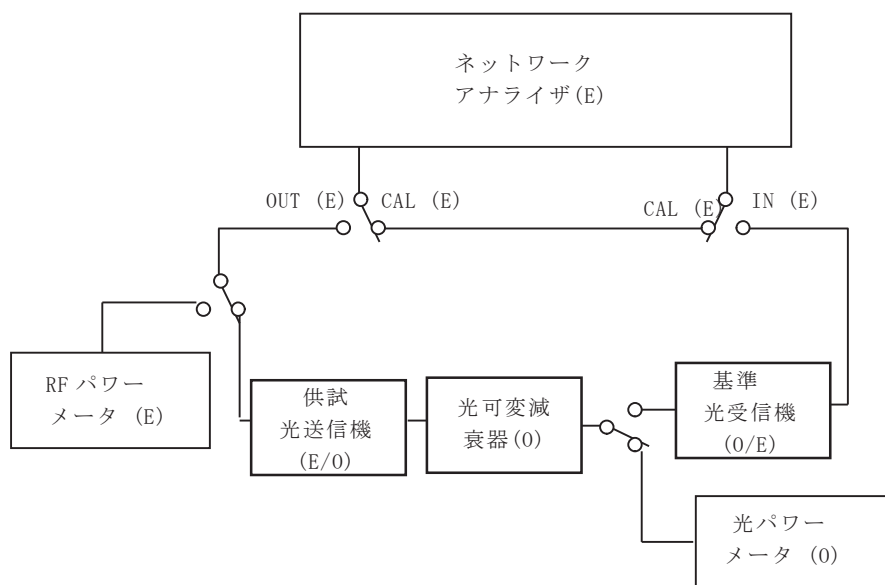 ネットワーク
アナライザ(E)
OUT (E)
CAL (E)
CAL (E)
IN (E)
RF パワー
メータ (E)
供試
光送信機
(E/O)
光可変減
衰器(O)
基準
光受信機
(O/E)
光パワー
メータ (O)